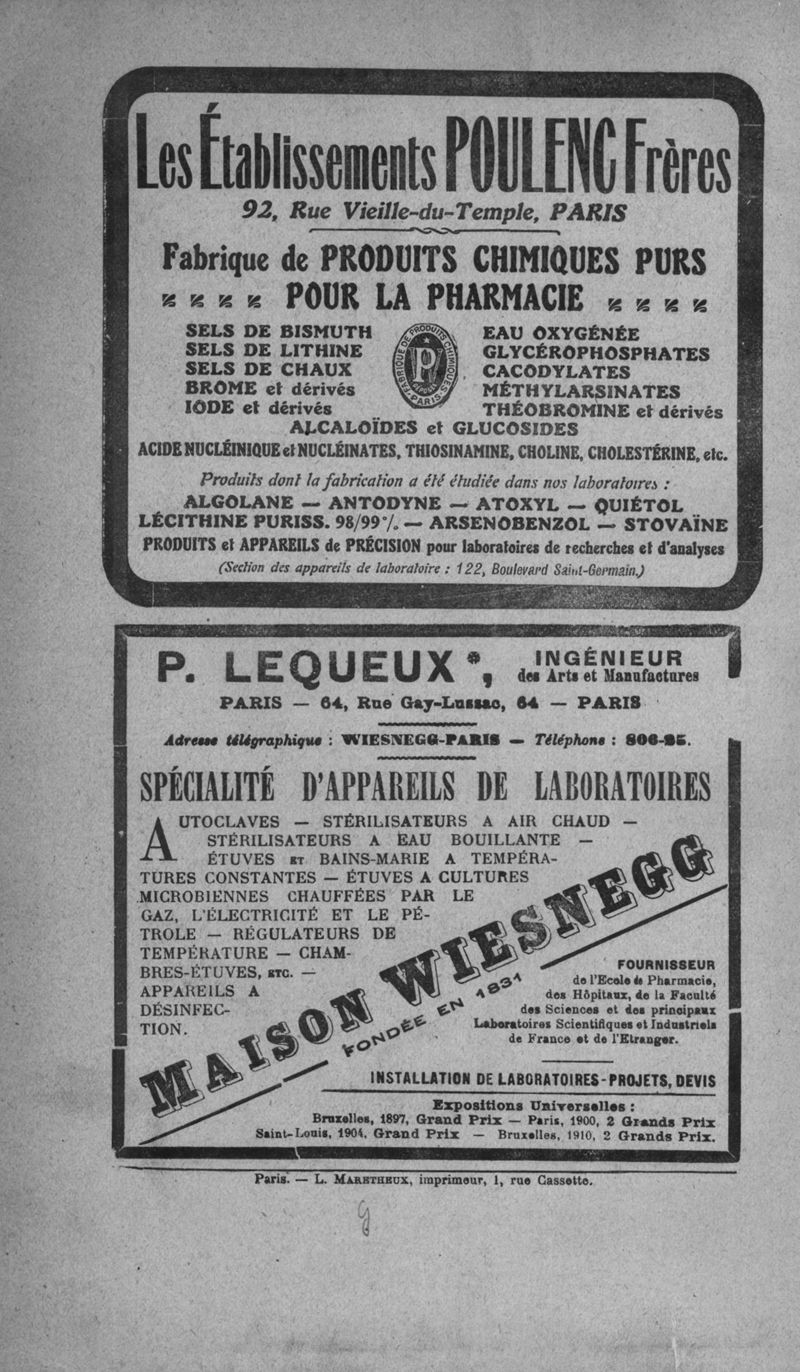 Les Établissements POULENC Frères
92, Rue Vieille-du-Temple, PARIS
Fabrique de PRODUITS CHIMIQUES PURS
POUR LA PHARMACIE
SELS DE BISMUTH
SELS DE LITHINE
SELS DE CHAUX
BROME et dérivés
IODE et dérivés
FABRIQUE DE PRODUITS CHIMIQUES
P
PARIS
EAU OXYGÉNÉE
GLYCÉROPHOSPHATES
CACODYLATES
MÉTHYLARSINATES
THÉOBROMINE et dérivés
ALCALOÏDES et GLUCOSIDES
ACIDE NUCLÉINIQUE et NUCLÉINATES, THIOSINAMINE, CHOLINE, CHOLESTÉRINE, etc.
Produits dont la fabrication a été étudiée dans nos laboratoires :
ALGOLANE — ANTODYNE — ATOXYL — QUIÉTOL
LÉCITHINE PURISS. 98/99 % — ARSENOBENZOL — STOVAÏNE
PRODUITS et APPAREILS de PRÉCISION pour laboratoires de recherches et d'analyses
(Section des appareils de laboratoire : 122, Boulevard Saint-Germain.)
P. LEQUEUX *, INGÉNIEUR
des Arts et Manufactures
PARIS — 64, Rue Gay-Lussac, 64 — PARIS
Adresse télégraphique : WIESNEGG-PARIS — Téléphone : 806-25.
SPÉCIALITÉ D'APPAREILS DE LABORATOIRES
AUTOCLAVES — STÉRILISATEURS A AIR CHAUD —
STÉRILISATEURS A EAU BOUILLANTE —
ÉTUVES ET BAINS-MARIE A TEMPÉRA-
TURES CONSTANTES — ÉTUVES A CULTURES
MICROBIENNES CHAUFFÉES PAR LE
GAZ, L'ÉLECTRICITÉ ET LE PÉ-
TROLE — RÉGULATEURS DE
TEMPÉRATURE — CHAM-
BRES-ÉTUVES, ETC. —
APPAREILS A
DÉSINFEC-
TION.
MAISON WIESNEGG
FONDÉE EN 1831
FOURNISSEUR
de l'Ecole de Pharmacie,
des Hôpitaux, de la Faculté
des Sciences et des principaux
Laboratoires Scientifiques et Industriels
de France et de l'Etranger.
INSTALLATION DE LABORATOIRES - PROJETS, DEVIS
Expositions Universelles :
Bruxelles, 1897, Grand Prix — Paris, 1900, 2 Grands Prix
Saint-Louis, 1904, Grand Prix — Bruxelles, 1910, 2 Grands Prix.
Paris. — L. MARETHEUX, imprimeur, 1, rue Cassette.